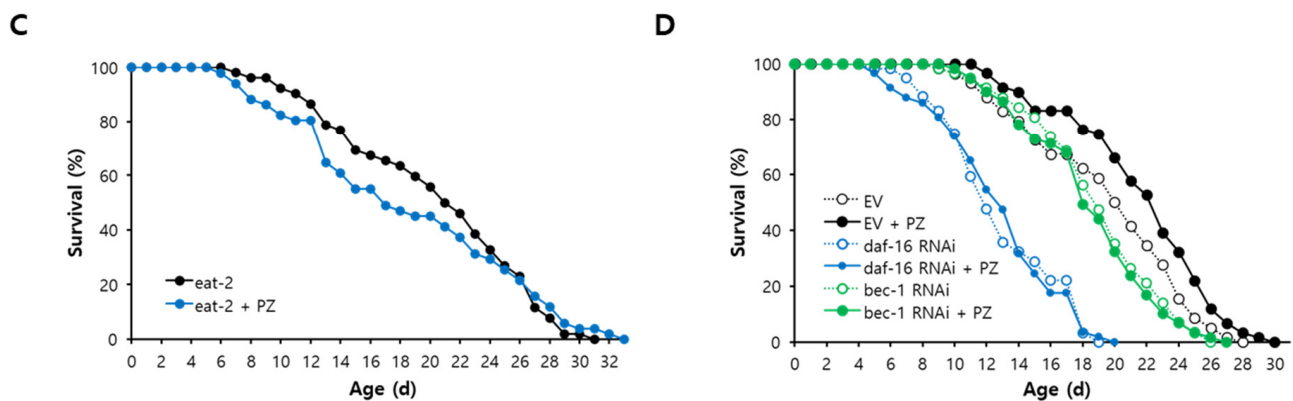 C
Survival (%)
100
80
60
40
20
0
eat-2
eat-2 + PZ
0 2 4 6 8 10 12 14 16 18 20 22 24 26 28 30 32
Age (d)
D
Survival (%)
100
80
60
40
20
0
EV
EV + PZ
daf-16 RNAi
daf-16 RNAi + PZ
bec-1 RNAi
bec-1 RNAi + PZ
0 2 4 6 8 10 12 14 16 18 20 22 24 26 28 30
Age (d)